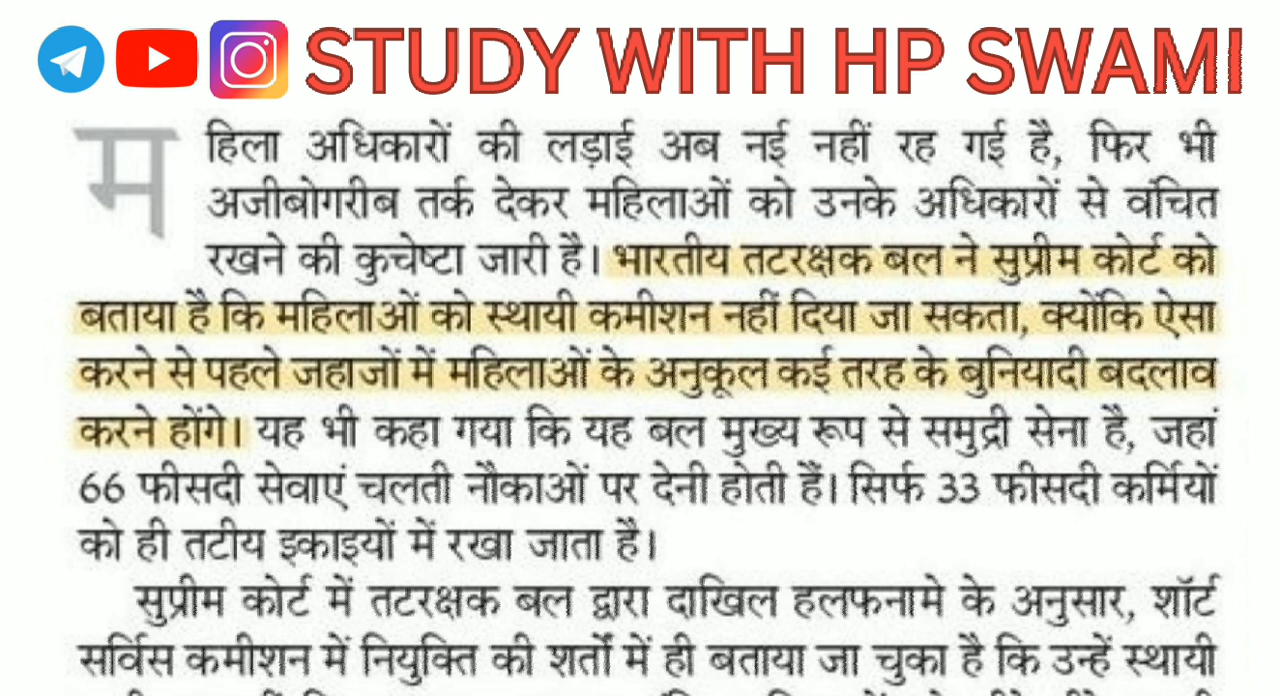 STUDY WITH HP SWAMI
महिला अधिकारों की लड़ाई अब नई नहीं रह गई है, फिर भी
अजीबोगरीब तर्क देकर महिलाओं को उनके अधिकारों से वंचित
रखने की कुचेष्टा जारी है। भारतीय तटरक्षक बल ने सुप्रीम कोर्ट को
बताया है कि महिलाओं को स्थायी कमीशन नहीं दिया जा सकता, क्योंकि ऐसा
करने से पहले जहाजों में महिलाओं के अनुकूल कई तरह के बुनियादी बदलाव
करने होंगे। यह भी कहा गया कि यह बल मुख्य रूप से समुद्री सेना है, जहां
66 फीसदी सेवाएं चलती नौकाओं पर देनी होती हैं। सिर्फ 33 फीसदी कर्मियों
को ही तटीय इकाइयों में रखा जाता है।
सुप्रीम कोर्ट में तटरक्षक बल द्वारा दाखिल हलफनामे के अनुसार, शॉर्ट
सर्विस कमीशन में नियुक्ति की शर्तों में ही बताया जा चुका है कि उन्हें स्थायी